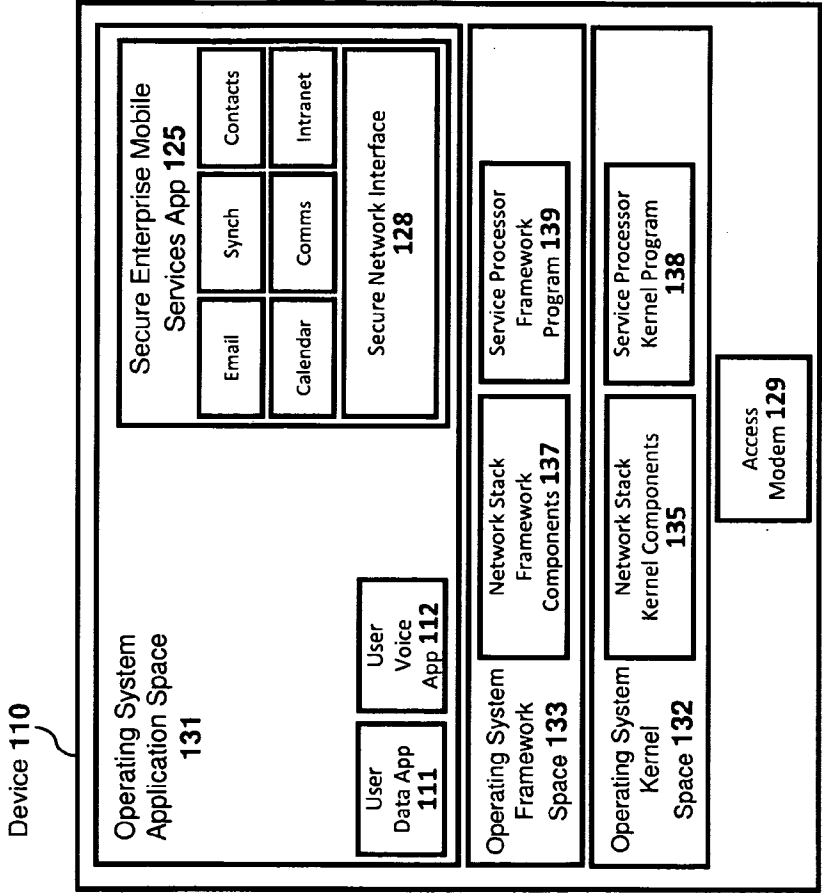 Device 110
Operating System
Application Space
131
User
Data App
111
User
Voice
App 112
Secure Enterprise Mobile
Services App 125
Email
Synch
Contacts
Calendar
Comms
Intranet
Secure Network Interface
128
Operating System
Framework
Space 133
Network Stack
Framework
Components 137
Service Processor
Framework
Program 139
Operating System
Kernel
Space 132
Network Stack
Kernel Components
135
Service Processor
Kernel Program
138
Access
Modem 129